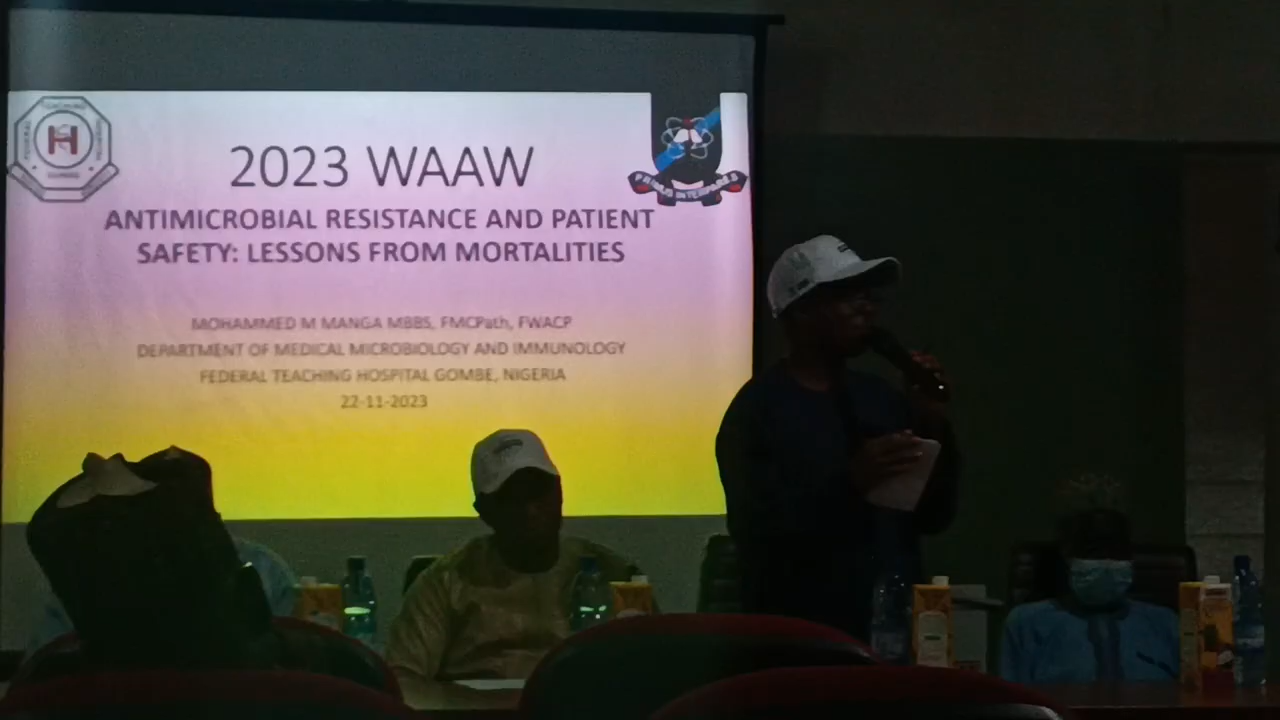 2023 WAAW
ANTIMICROBIAL RESISTANCE AND PATIENT
SAFETY: LESSONS FROM MORTALITIES
MOHAMMED M MANGA MBBS, FMCPath, FWACP
DEPARTMENT OF MEDICAL MICROBIOLOGY AND IMMUNOLOGY
FEDERAL TEACHING HOSPITAL GOMBE, NIGERIA
22-11-2023